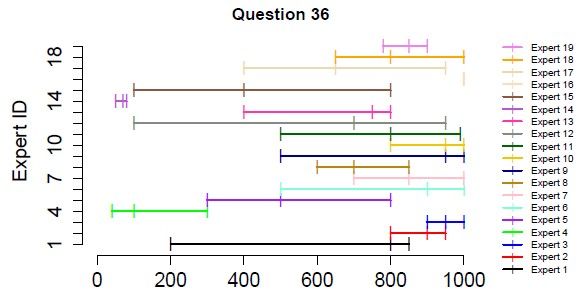 Question 36
Expert ID
18
14
10
7
4
1
0 200 400 600 800 1000
Expert 19
Expert 18
Expert 17
Expert 16
Expert 15
Expert 14
Expert 13
Expert 12
Expert 11
Expert 10
Expert 9
Expert 8
Expert 7
Expert 6
Expert 5
Expert 4
Expert 3
Expert 2
Expert 1